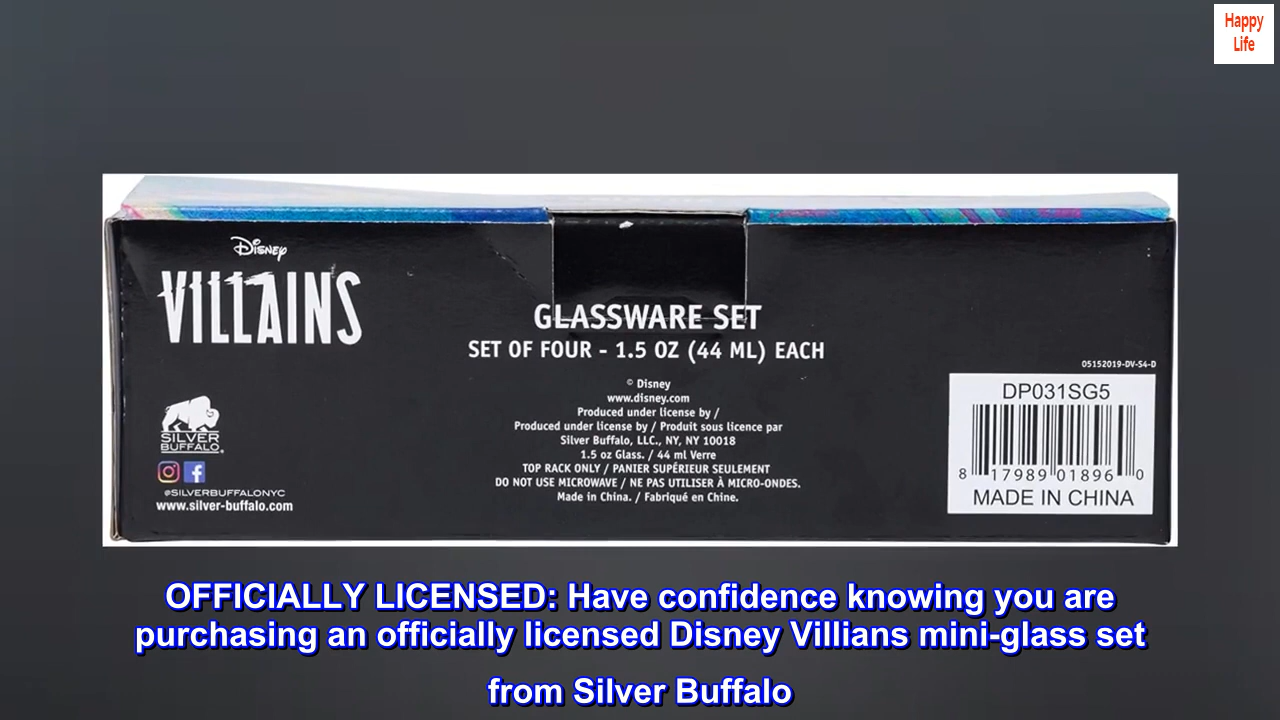 Happy
Life
Disney
VILLAINS
GLASSWARE SET
SET OF FOUR - 1.5 OZ (44 ML) EACH
05152019-DV-S4-D
© Disney
www.disney.com
Produced under license by /
Produced under license by / Produit sous licence par
Silver Buffalo, LLC., NY, NY 10018
1.5 oz Glass. / 44 ml Verre
TOP RACK ONLY / PANIER SUPÉRIEUR SEULEMENT
DO NOT USE MICROWAVE / NE PAS UTILISER À MICRO-ONDES.
Made in China. / Fabriqué en Chine.
SILVER
BUFFALO®
@SILVERBUFFALONYC
www.silver-buffalo.com
DP031SG5
8 17989 01896 0
MADE IN CHINA
OFFICIALLY LICENSED: Have confidence knowing you are
purchasing an officially licensed Disney Villians mini-glass set
from Silver Buffalo